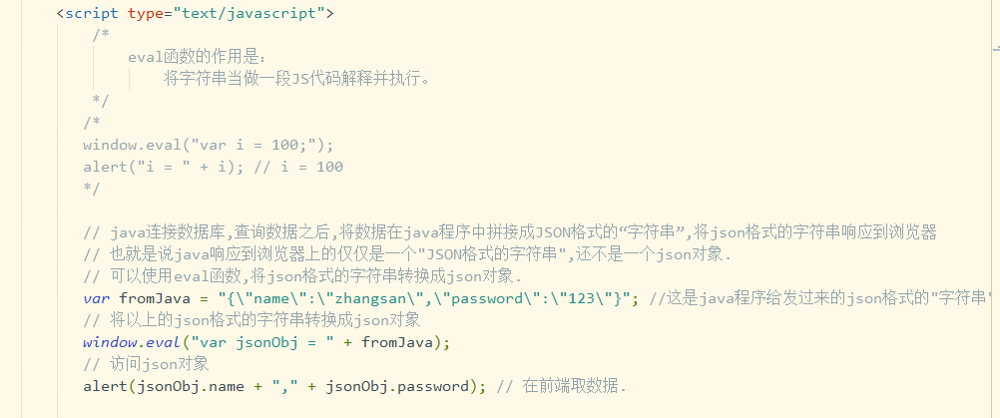 <script type="text/javascript">
/*
eval函数的作用是：
将字符串当做一段JS代码解释并执行。
*/
/*
window.eval("var i = 100;");
alert("i = " + i); // i = 100
*/
// java连接数据库,查询数据之后,将数据在java程序中拼接成JSON格式的“字符串”,将json格式的字符串响应到浏览器
// 也就是说java响应到浏览器上的仅仅是一个"JSON格式的字符串",还不是一个json对象.
// 可以使用eval函数,将json格式的字符串转换成json对象.
var fromJava = "{\"name\":\"zhangsan\",\"password\":\"123\"}"; //这是java程序给发过来的json格式的"字符串"
// 将以上的json格式的字符串转换成json对象
window.eval("var jsonObj = " + fromJava);
// 访问json对象
alert(jsonObj.name + "," + jsonObj.password); // 在前端取数据.